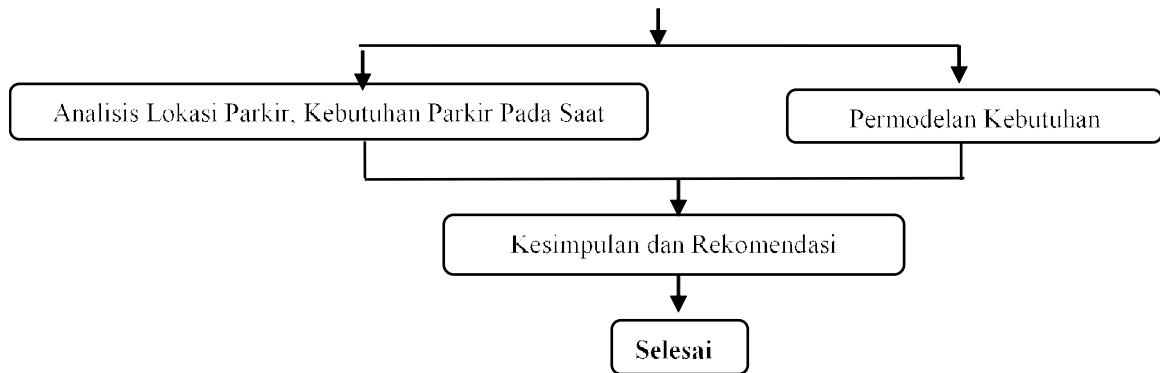 Analisis Lokasi Parkir, Kebutuhan Parkir Pada Saat
Permodelan Kebutuhan
Kesimpulan dan Rekomendasi
Selesai